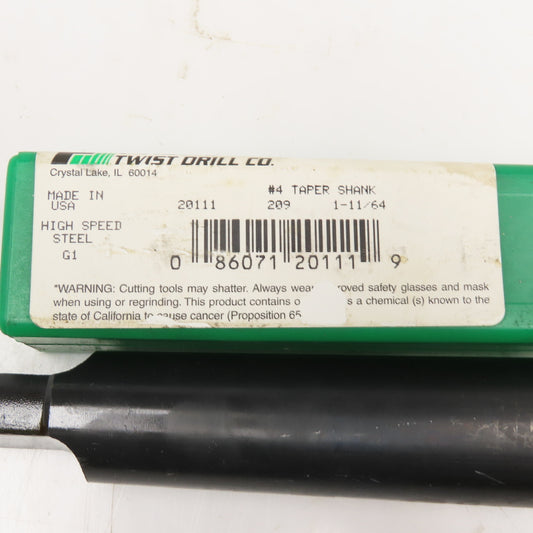 TWIST DRILL CO.
Crystal Lake, IL 60014
#4 TAPER SHANK
MADE IN 20111 209 1-11/64
USA
HIGH SPEED
STEEL
G1
0 86071 20111 9
*WARNING: Cutting tools may shatter. Always wear safety glasses and mask
when using or regrinding. This product contains a chemical (s) known to the
state of California to cause cancer (Proposition 65